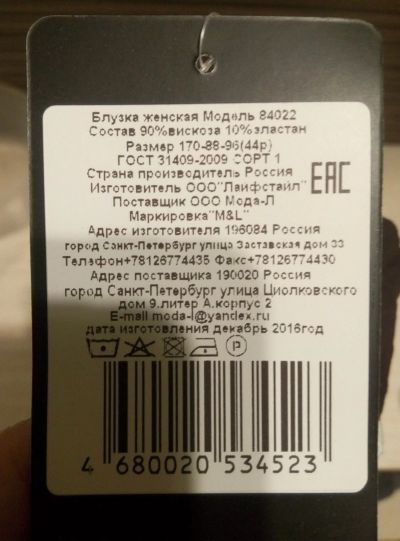 Блузка женская Модель 84022
Состав 90%вискоза 10%эластан
Размер 170-88-96(44р)
ГОСТ 31409-2009 СОРТ 1
Страна производитель Россия
Изготовитель ООО"Лаифстайл"
EAC
Поставщик ООО Мода-Л
Маркировка"M&L"
Адрес изготовителя 196084 Россия
город Санкт-Петербург улица Заставская дом 33
Телефон+78126774435 Факс+78126774430
Адрес поставщика 190020 Россия
город Санкт-Петербург улица Циолковского
дом 9.литер А.корпус 2
E-mail moda-l@yandex.ru
дата изготовления декабрь 2016год
P
4 680020 534523